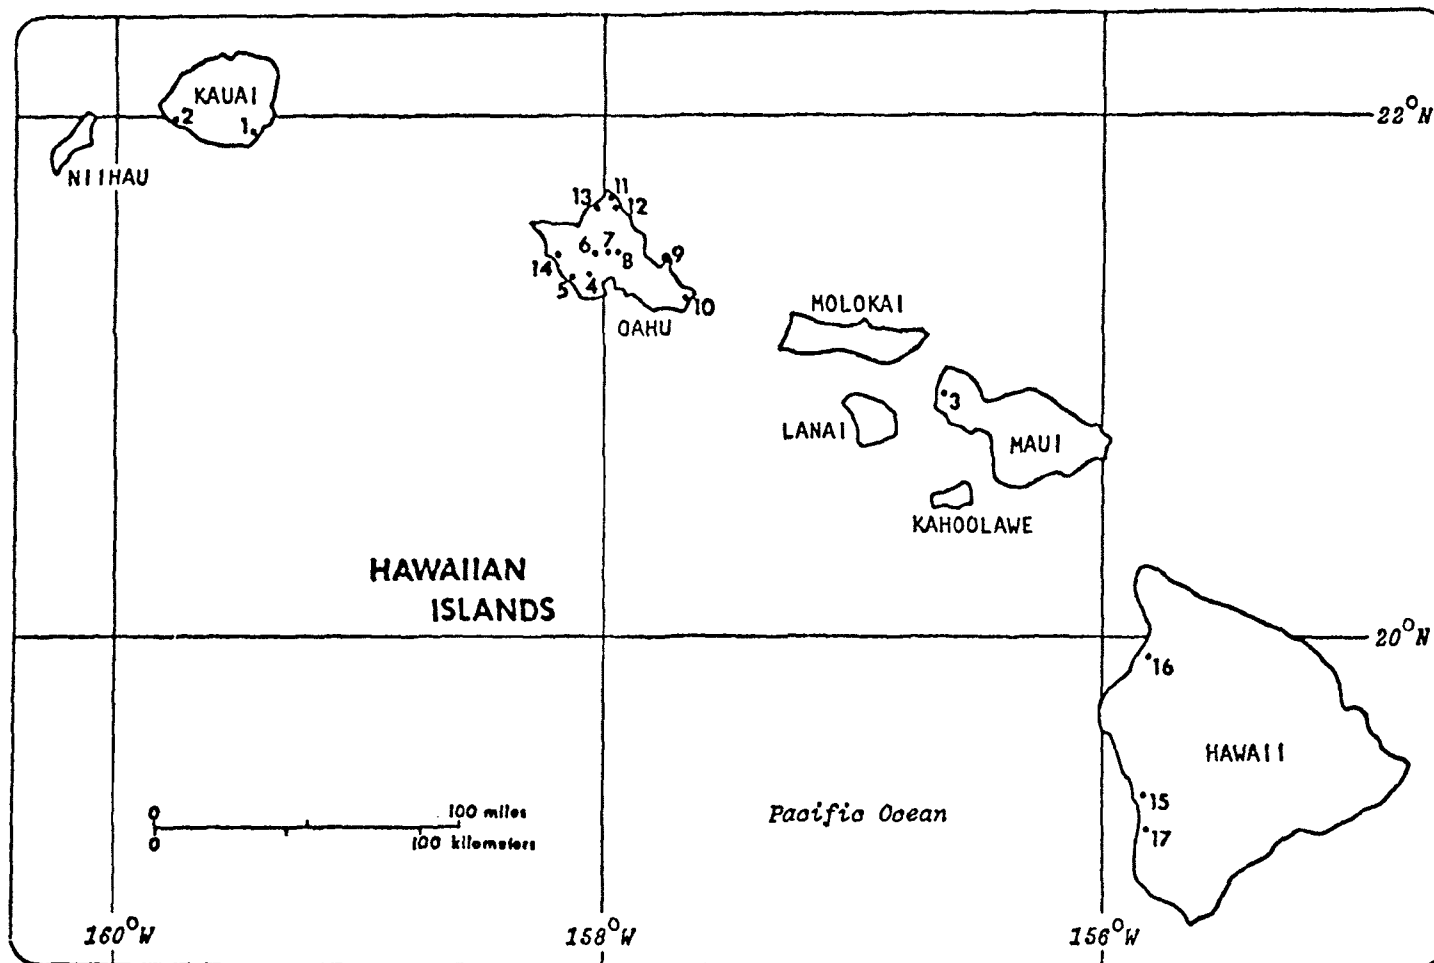 KAUAI
2
1
22°N
NIIHAU
11
13
12
6
7
8
9
14
5
4
10
OAHU
MOLOKAI
3
LANAI
MAUI
KAHOOLAWE
HAWAIIAN
ISLANDS
20°N
16
HAWAII
15
17
Pacific Ocean
0
100 miles
0
100 kilometers
160°W
158°W
156°W